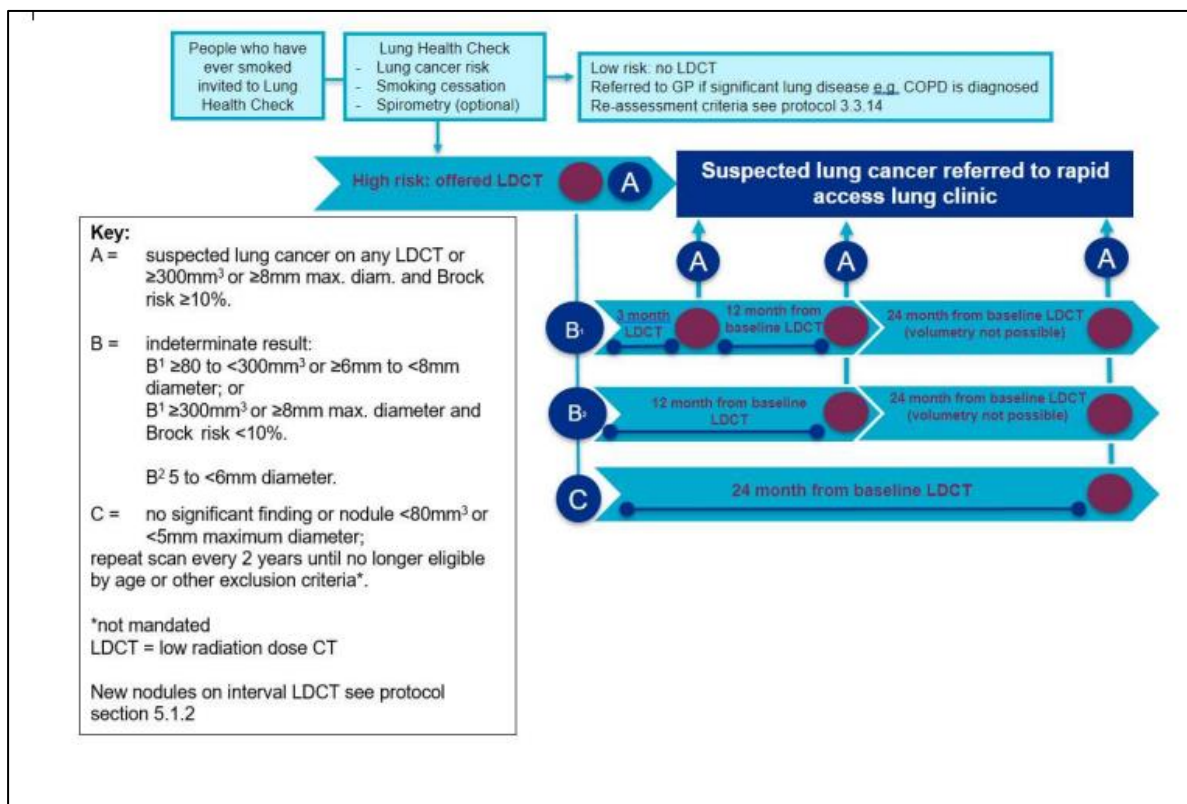 People who have
ever smoked
invited to Lung
Health Check
Lung Health Check
- Lung cancer risk
- Smoking cessation
- Spirometry (optional)
Low risk: no LDCT
Referred to GP if significant lung disease e.g. COPD is diagnosed
Re-assessment criteria see protocol 3.3.14
High risk: offered LDCT
A
Suspected lung cancer referred to rapid
access lung clinic
Key:
A = suspected lung cancer on any LDCT or
≥300mm³ or ≥8mm max. diam. and Brock
risk ≥10%.
B = indeterminate result:
B¹ ≥80 to <300mm³ or ≥6mm to <8mm
diameter; or
B¹ ≥300mm³ or ≥8mm max. diameter and
Brock risk <10%.
B² 5 to <6mm diameter.
C = no significant finding or nodule <80mm³ or
<5mm maximum diameter;
repeat scan every 2 years until no longer eligible
by age or other exclusion criteria*.
*not mandated
LDCT = low radiation dose CT
New nodules on interval LDCT see protocol
section 5.1.2
A
A
A
B¹
3 month
LDCT
12 month from
baseline LDCT
24 month from baseline LDCT
(volumetry not possible)
B²
12 month from baseline
LDCT
24 month from baseline LDCT
(volumetry not possible)
C
24 month from baseline LDCT